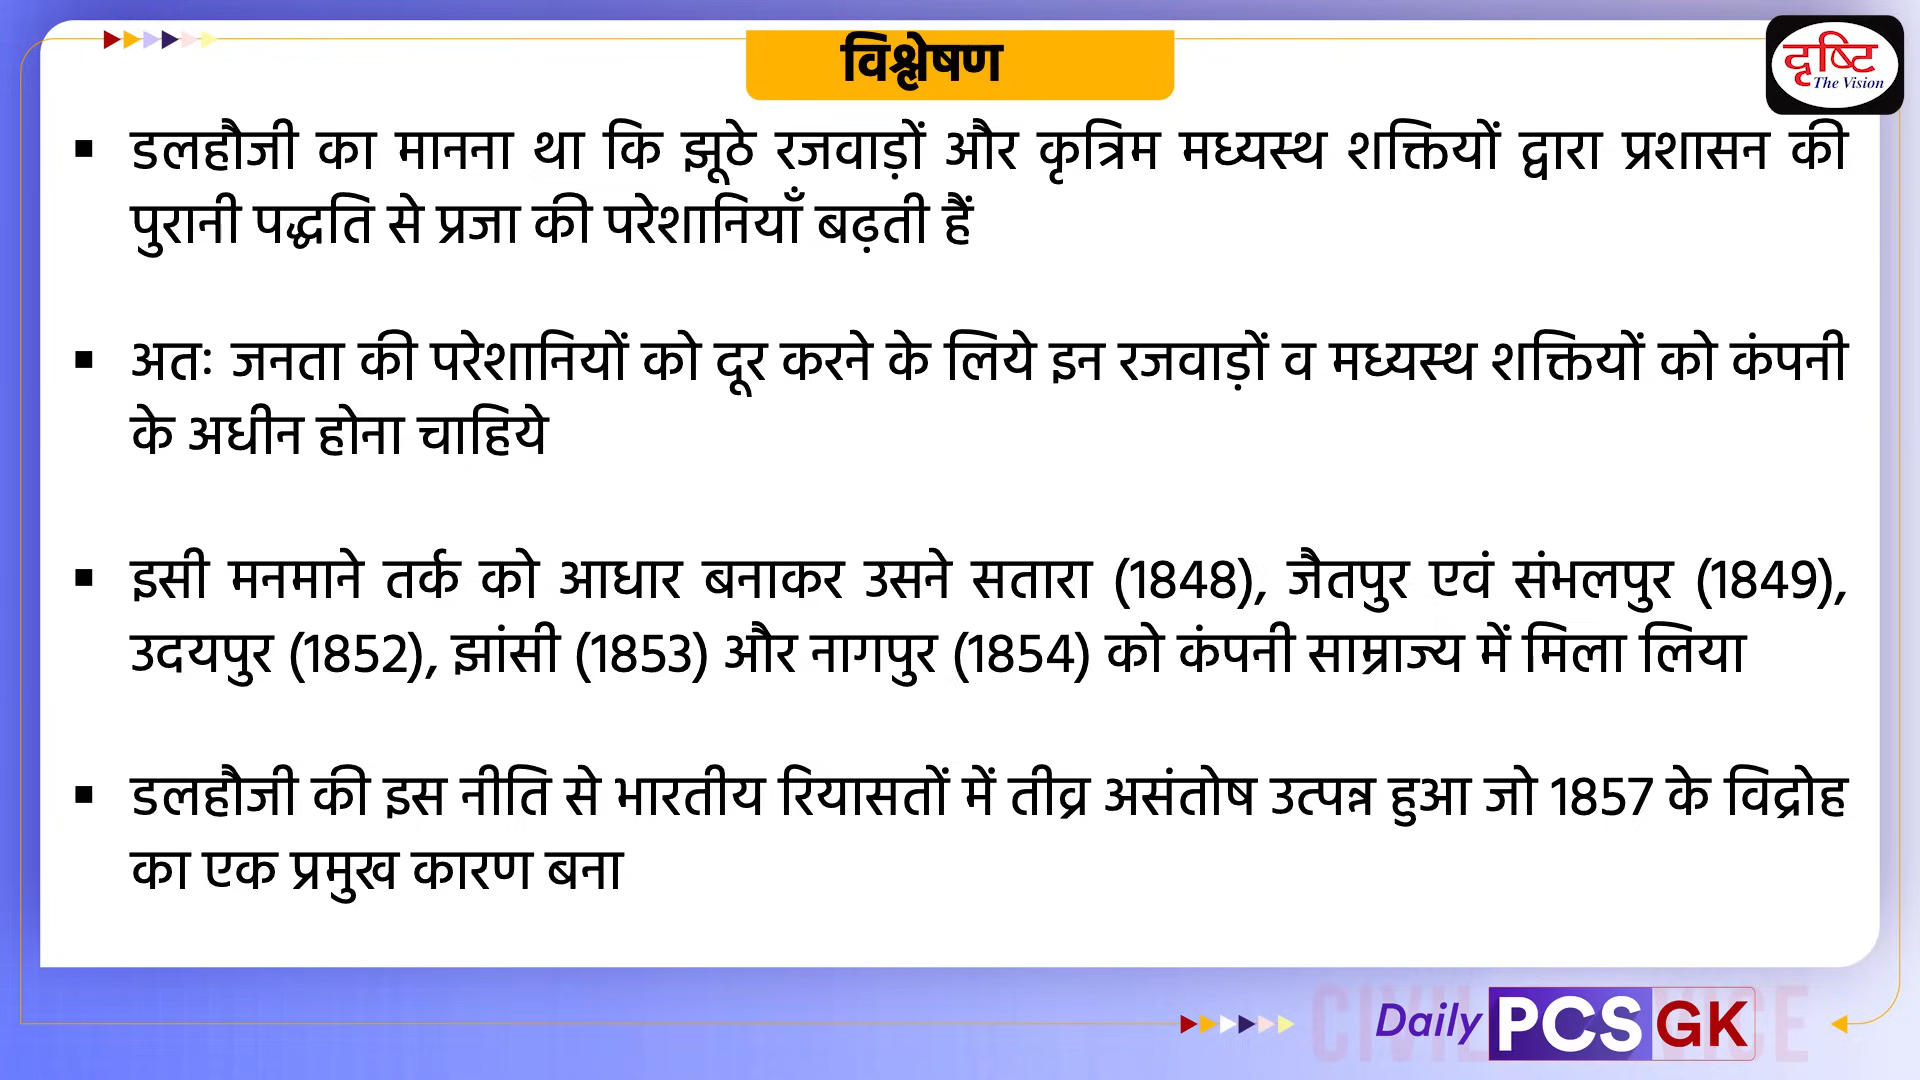 विश्लेषण
दृष्टि
The Vision
▪ डलहौजी का मानना था कि झूठे रजवाड़ों और कृत्रिम मध्यस्थ शक्तियों द्वारा प्रशासन की
पुरानी पद्धति से प्रजा की परेशानियाँ बढ़ती हैं
▪ अतः जनता की परेशानियों को दूर करने के लिये इन रजवाड़ों व मध्यस्थ शक्तियों को कंपनी
के अधीन होना चाहिये
▪ इसी मनमाने तर्क को आधार बनाकर उसने सतारा (1848), जैतपुर एवं संभलपुर (1849),
उदयपुर (1852), झांसी (1853) और नागपुर (1854) को कंपनी साम्राज्य में मिला लिया
▪ डलहौजी की इस नीति से भारतीय रियासतों में तीव्र असंतोष उत्पन्न हुआ जो 1857 के विद्रोह
का एक प्रमुख कारण बना
Daily PCS GK